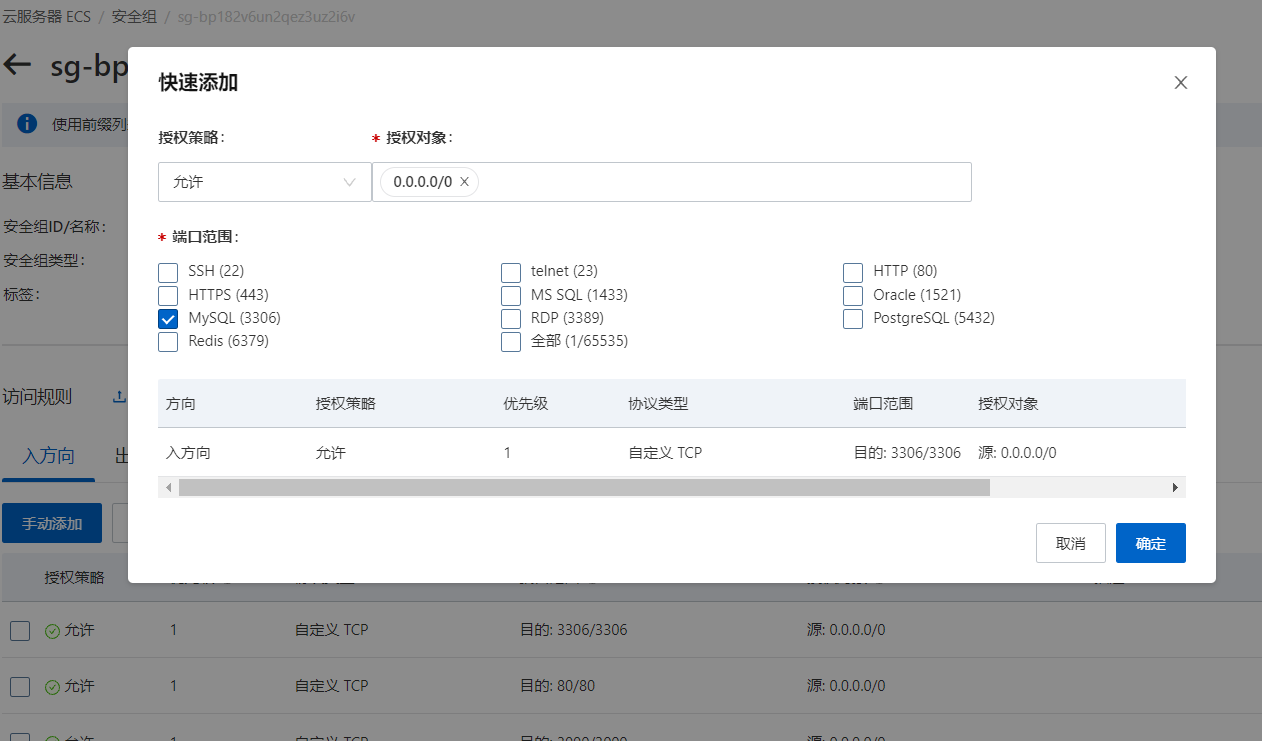 云服务器 ECS / 安全组 / sg-bp182v6un2qez3uz2i6v
sg-bp
使用前缀列
快速添加
授权策略:
* 授权对象:
允许
0.0.0.0/0
* 端口范围:
SSH (22)
telnet (23)
HTTP (80)
HTTPS (443)
MS SQL (1433)
Oracle (1521)
MySQL (3306)
RDP (3389)
PostgreSQL (5432)
Redis (6379)
全部 (1/65535)
方向 授权策略 优先级 协议类型 端口范围 授权对象
入方向 允许 1 自定义 TCP 目的: 3306/3306 源: 0.0.0.0/0
取消
确定
基本信息
安全组ID/名称:
安全组类型:
标签:
访问规则
入方向
出
手动添加
授权策略
允许 1 自定义 TCP 目的: 3306/3306 源: 0.0.0.0/0
允许 1 自定义 TCP 目的: 80/80 源: 0.0.0.0/0